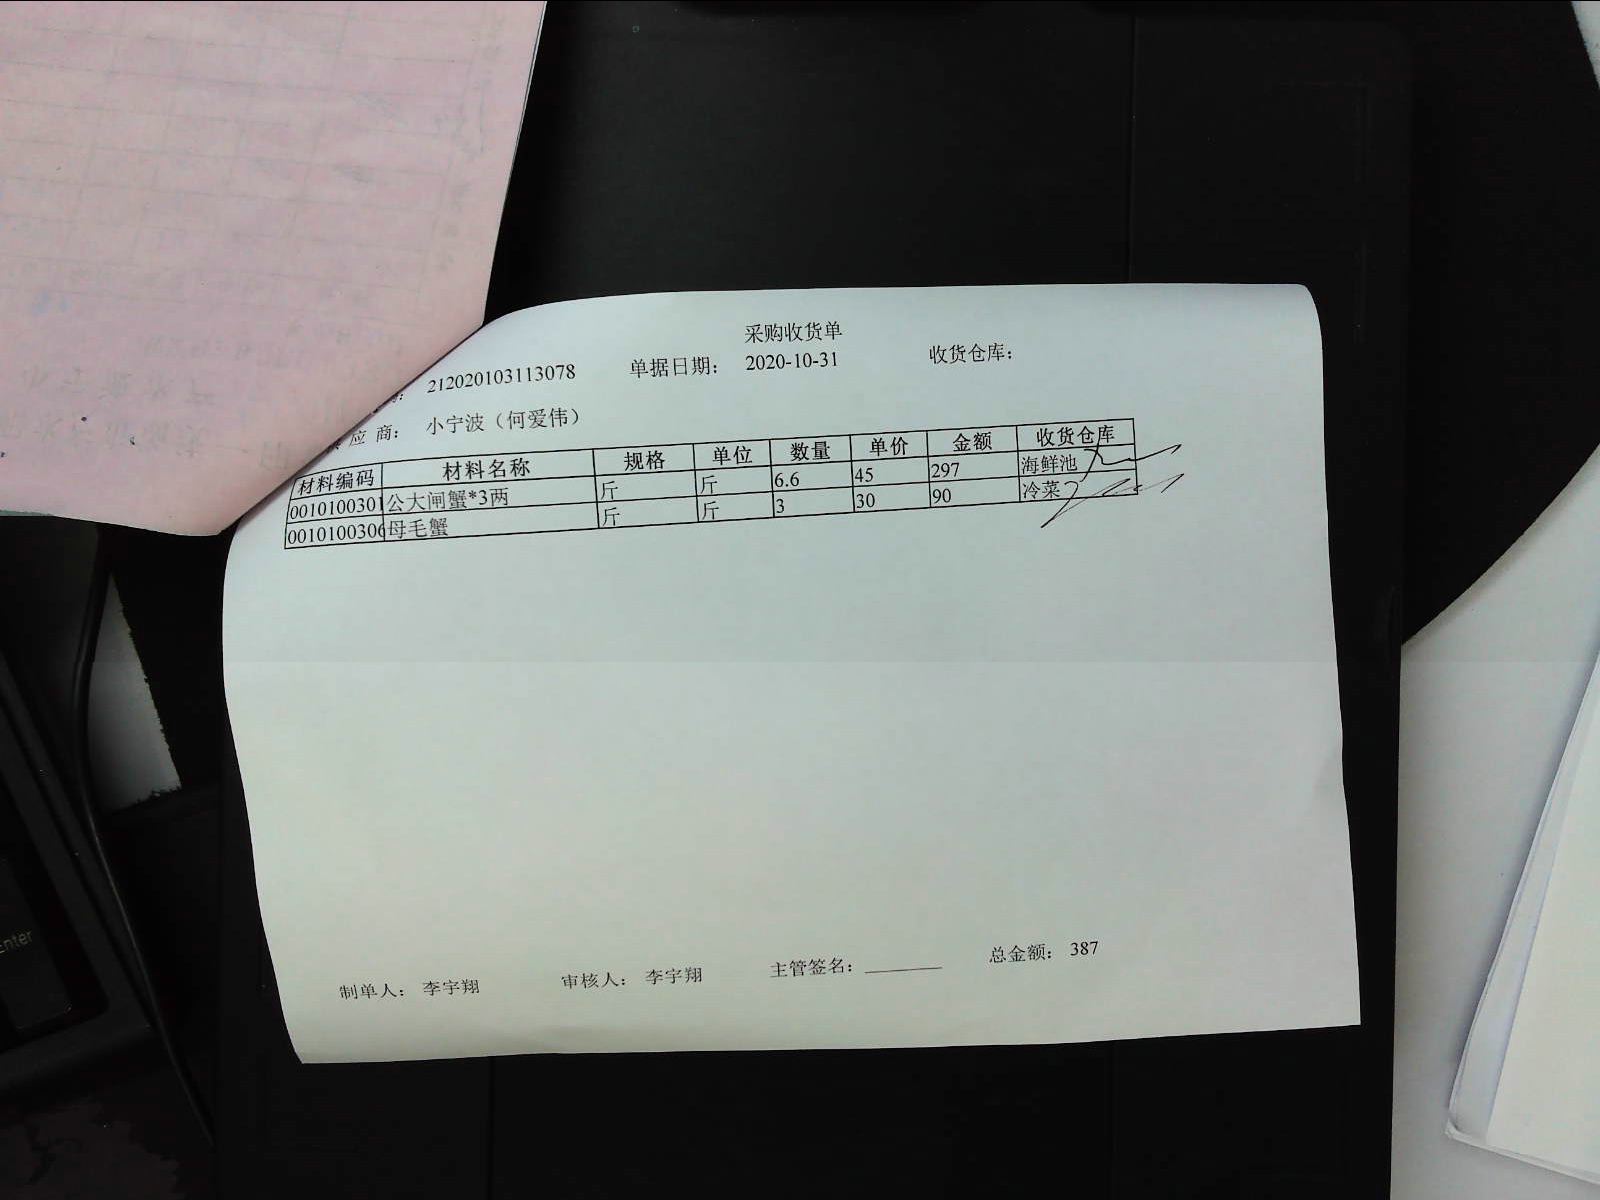 采购收货单
212020103113078 单据日期： 2020-10-31 收货仓库：
应 商： 小宁波（何爱伟）
材料编码 材料名称 规格 单位 数量 单价 金额 收货仓库
0010100301 公大闸蟹*3两 斤 斤 6.6 45 297 海鲜池
001010030 母毛蟹 斤 斤 3 30 90 冷菜
制单人： 李宇翔 审核人： 李宇翔 主管签名： 总金额： 387
Enter